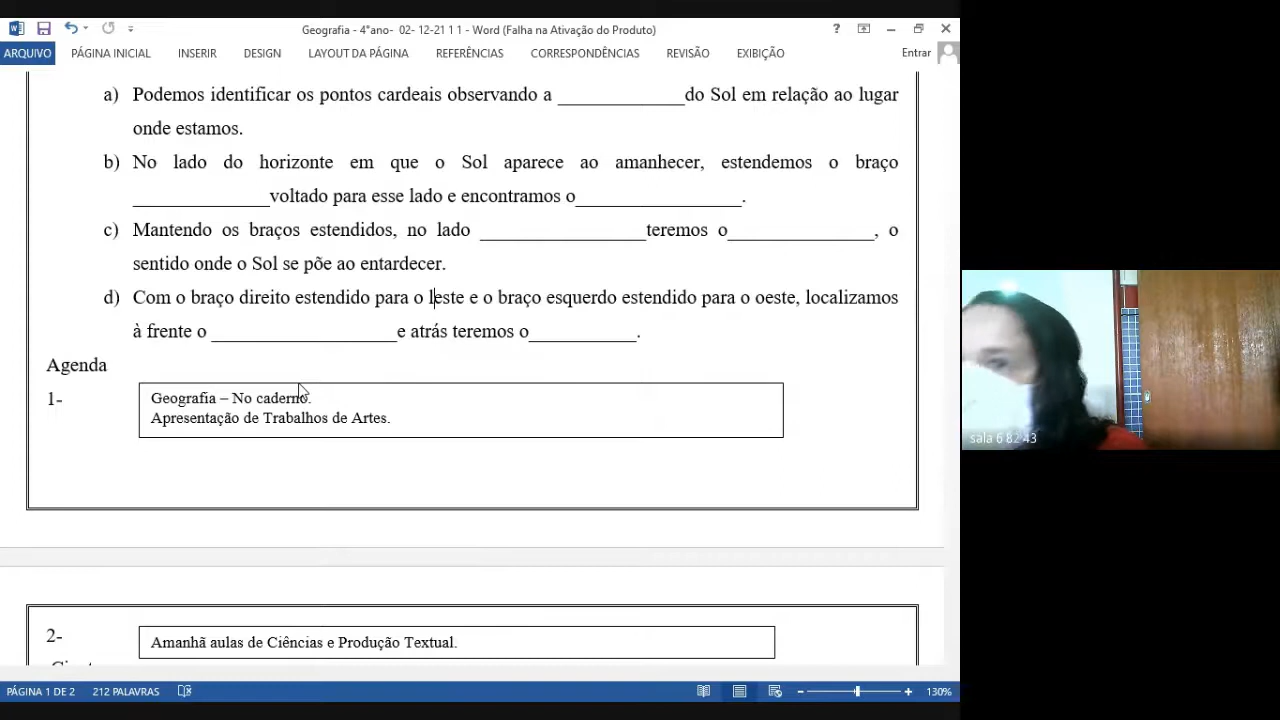 Geografia - 4°ano-  02- 12-21 1 1 - Word (Falha na Ativação do Produto)
ARQUIVO PÁGINA INICIAL INSERIR DESIGN LAYOUT DA PÁGINA REFERÊNCIAS CORRESPONDÊNCIAS REVISÃO EXIBIÇÃO Entrar
a) Podemos identificar os pontos cardeais observando a _____________do Sol em relação ao lugar
onde estamos.
b) No lado do horizonte em que o Sol aparece ao amanhecer, estendemos o braço
______________voltado para esse lado e encontramos o_________________.
c) Mantendo os braços estendidos, no lado _________________teremos o_______________, o
sentido onde o Sol se põe ao entardecer.
d) Com o braço direito estendido para o leste e o braço esquerdo estendido para o oeste, localizamos
à frente o ___________________e atrás teremos o___________.
Agenda
1-
Geografia – No caderno.
Apresentação de Trabalhos de Artes.
2-
Amanhã aulas de Ciências e Produção Textual.
sala 6 82 43
PÁGINA 1 DE 2 212 PALAVRAS 130%